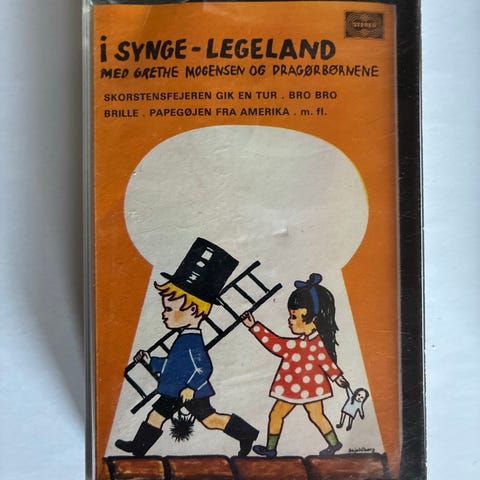 STEREO
i SYNGE-LEGELAND
MED GRETHE MOGENSEN OG DRAGØRBØRNENE
SKORSTENSFEJEREN GIK EN TUR . BRO BRO
BRILLE . PAPEGØJEN FRA AMERIKA . m. fl.